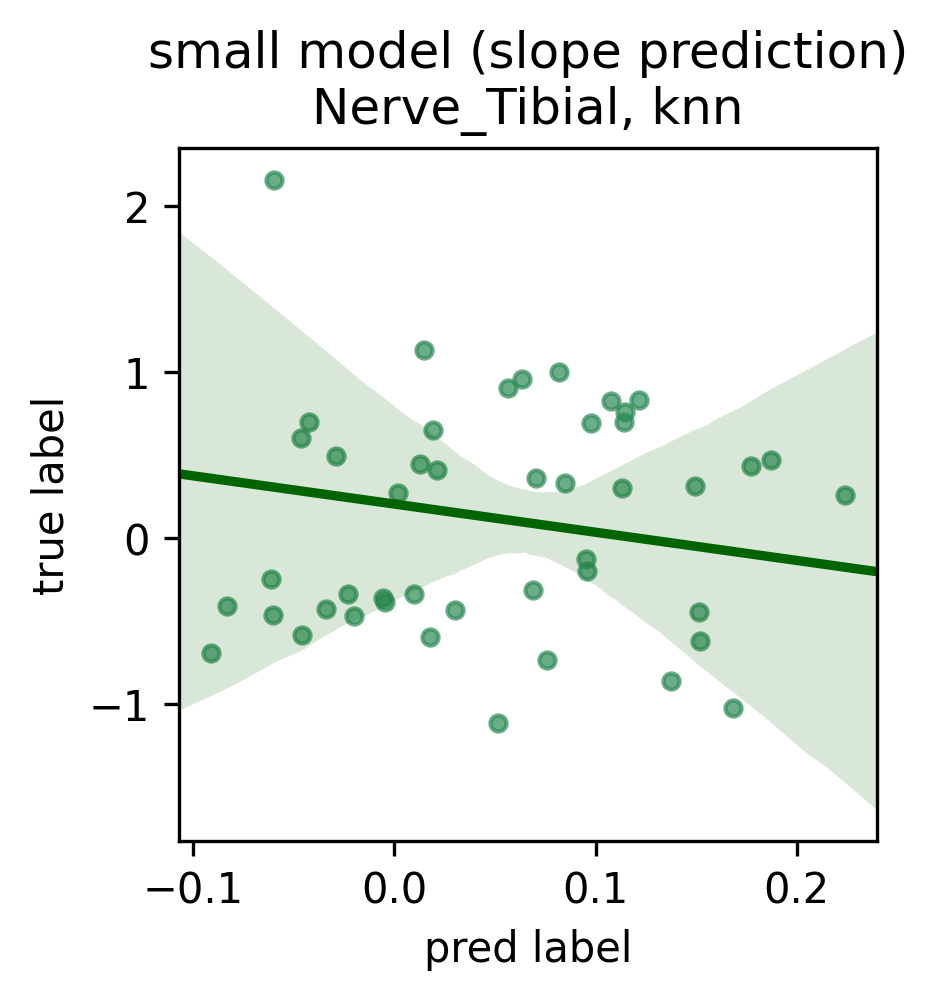 small model (slope prediction)
Nerve_Tibial, knn
2
1
0
−1
true label
−0.1 0.0 0.1 0.2
pred label